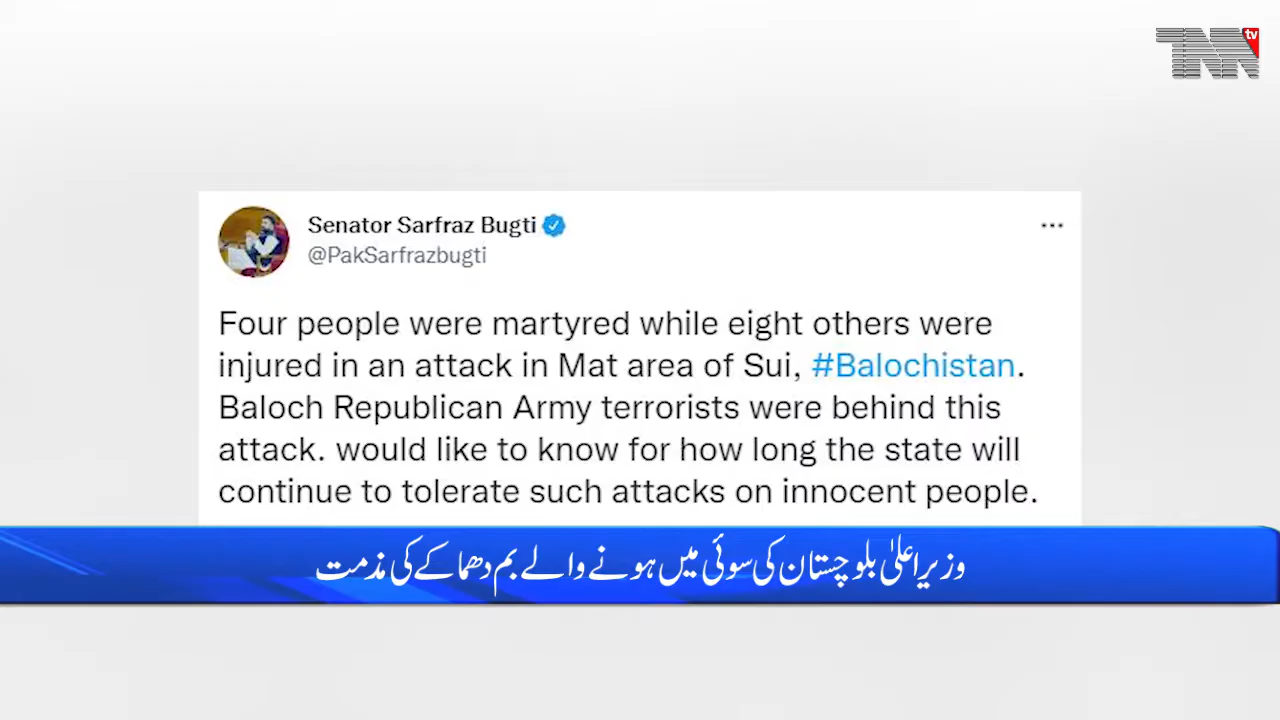 TNN tv
Senator Sarfraz Bugti
@PakSarfrazbugti
Four people were martyred while eight others were
injured in an attack in Mat area of Sui, #Balochistan.
Baloch Republican Army terrorists were behind this
attack. would like to know for how long the state will
continue to tolerate such attacks on innocent people.
وزیراعلیٰ بلوچستان کی سوئی میں ہونے والے بم دھماکے کی مذمت